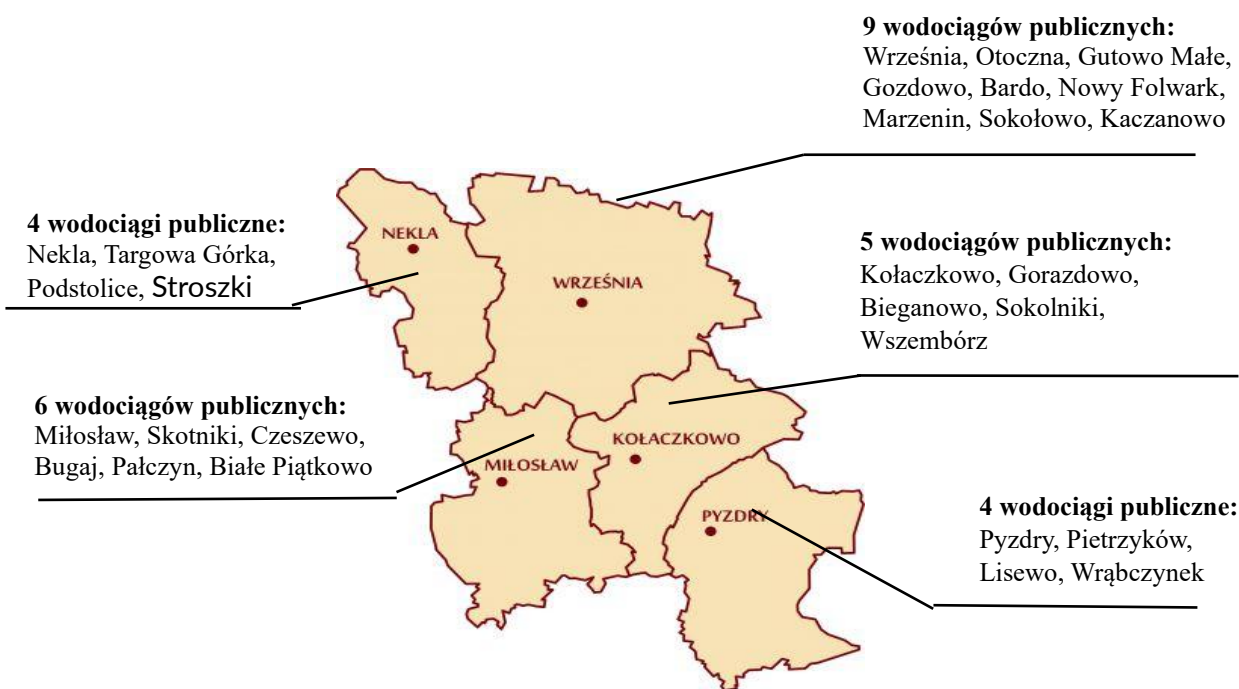 9 wodociągów publicznych:
Września, Otoczna, Gutowo Małe,
Gozdowo, Bardo, Nowy Folwark,
Marzenin, Sokołowo, Kaczanowo
4 wodociągi publiczne:
Nekla, Targowa Górka,
Podstolice, Stroszki
NEKLA
WRZEŚNIA
5 wodociągów publicznych:
Kołaczkowo, Gorazdowo,
Bieganowo, Sokolniki,
Wszembórz
6 wodociągów publicznych:
Miłosław, Skotniki, Czeszewo,
Bugaj, Pałczyn, Białe Piątkowo
KOŁACZKOWO
MIŁOSŁAW
PYZDRY
4 wodociągi publiczne:
Pyzdry, Pietrzyków,
Lisewo, Wrąbczynek